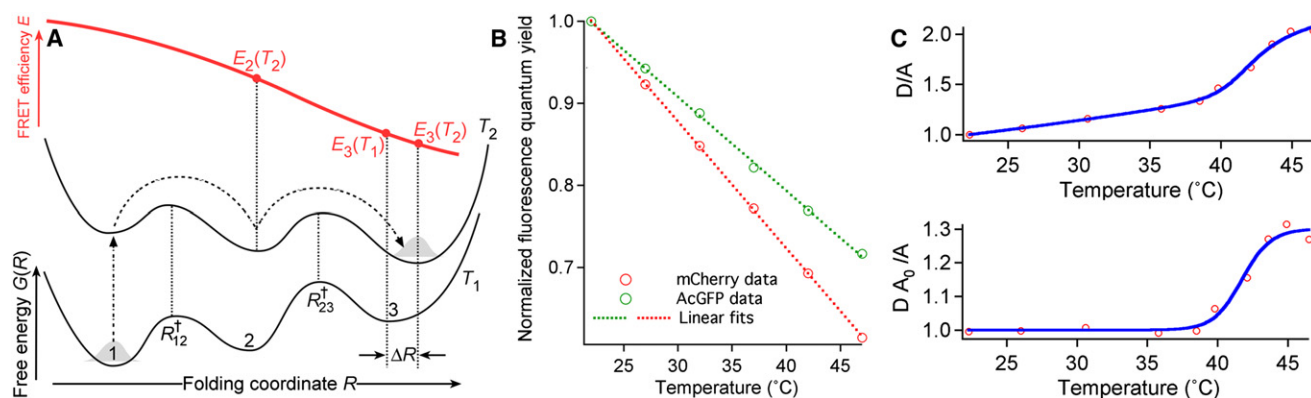 A
FRET efficiency E
E2(T2)
E3(T1)
E3(T2)
T2
T1
Free energy G(R)
1
R†12
2
R†23
3
ΔR
Folding coordinate R
B
Normalized fluorescence quantum yield
1.0
0.9
0.8
0.7
mCherry data
AcGFP data
Linear fits
25
30
35
40
45
Temperature (°C)
C
D/A
2.0
1.5
1.0
25
30
35
40
45
Temperature (°C)
D A0 /A
1.3
1.2
1.1
1.0
25
30
35
40
45
Temperature (°C)